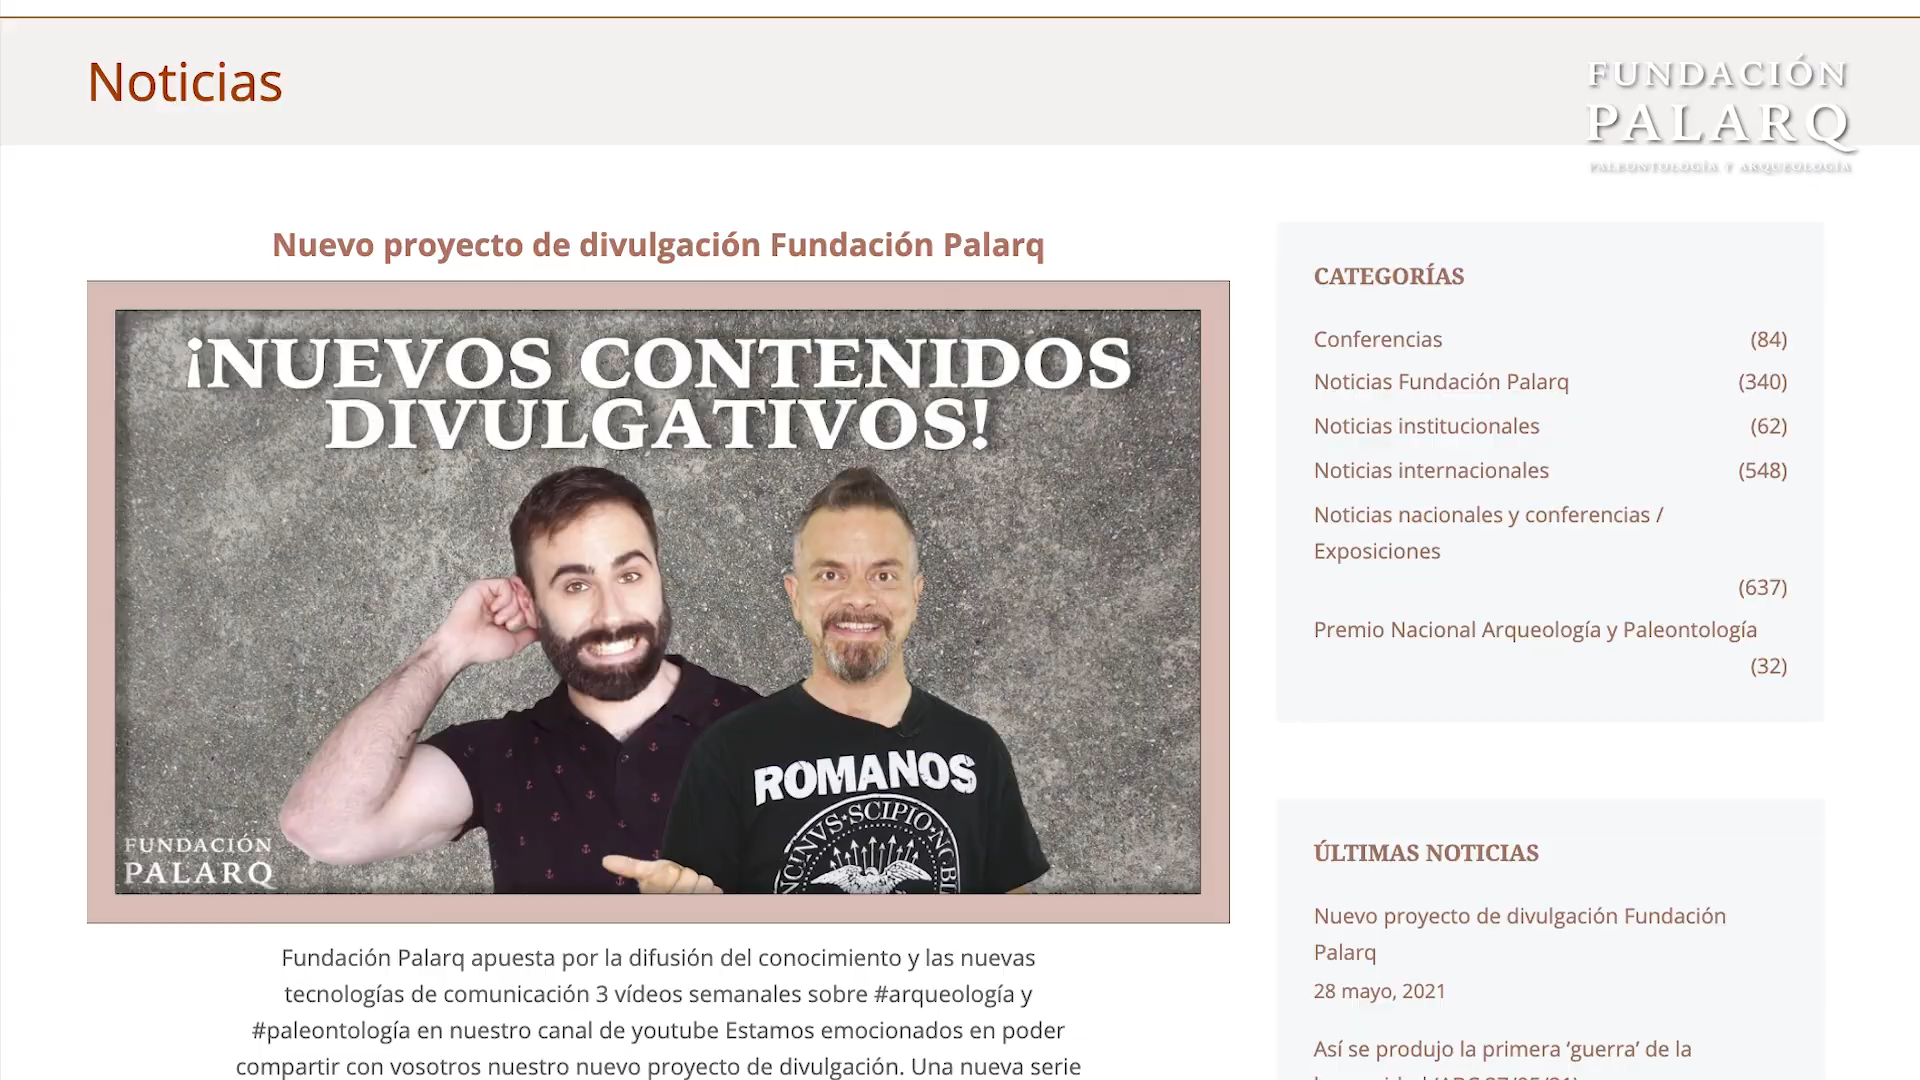 Noticias
FUNDACIÓN
PALARQ
PALEONTOLOGÍA Y ARQUEOLOGÍA
Nuevo proyecto de divulgación Fundación Palarq
¡NUEVOS CONTENIDOS
DIVULGATIVOS!
ROMANOS
SCIPIO
FUNDACIÓN
PALARQ
Fundación Palarq apuesta por la difusión del conocimiento y las nuevas
tecnologías de comunicación 3 vídeos semanales sobre #arqueología y
#paleontología en nuestro canal de youtube Estamos emocionados en poder
compartir con vosotros nuestro nuevo proyecto de divulgación. Una nueva serie
CATEGORÍAS
Conferencias (84)
Noticias Fundación Palarq (340)
Noticias institucionales (62)
Noticias internacionales (548)
Noticias nacionales y conferencias /
Exposiciones
(637)
Premio Nacional Arqueología y Paleontología
(32)
ÚLTIMAS NOTICIAS
Nuevo proyecto de divulgación Fundación
Palarq
28 mayo, 2021
Así se produjo la primera ‘guerra’ de la